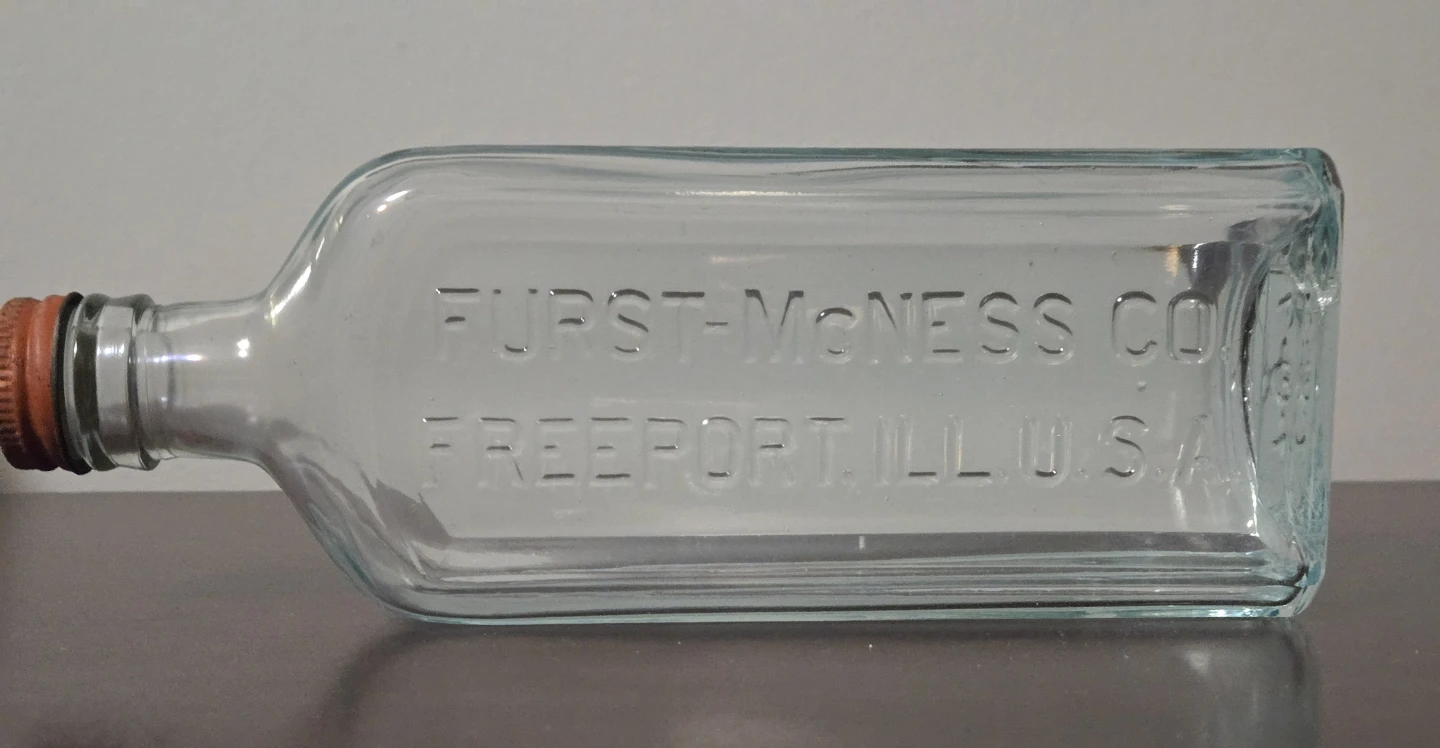 FURST-McNESS CO
FREEPORT. ILL. U.S.A